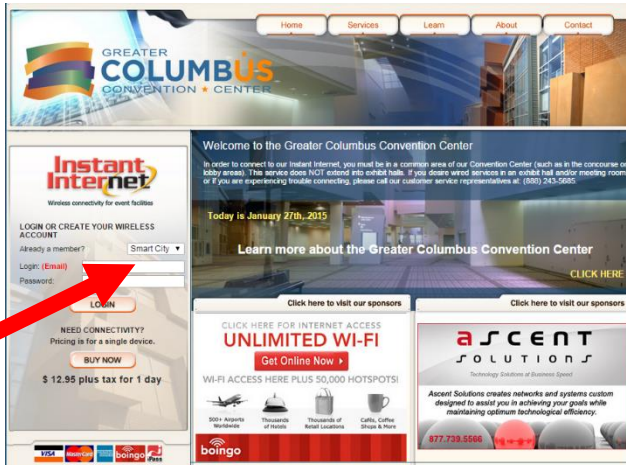 Home Services Learn About Contact
GREATER
COLUMBUS
CONVENTION ★ CENTER
Instant
Internet
Wireless connectivity for event facilities
LOGIN OR CREATE YOUR WIRELESS
ACCOUNT
Already a member? Smart City ▼
Login: (Email)
Password:
LOGIN
NEED CONNECTIVITY?
Pricing is for a single device.
BUY NOW
$ 12.95 plus tax for 1 day
VISA MasterCard boingo iPass
Welcome to the Greater Columbus Convention Center
In order to connect to our Instant Internet, you must be in a common area of our Convention Center (such as in the concourse or
lobby areas). This service does NOT extend into exhibit halls. If you desire wired services in an exhibit hall and/or meeting room
or if you are experiencing trouble connecting, please call our customer service representatives at: (888) 243-5685.
Today is January 27th, 2015
Learn more about the Greater Columbus Convention Center
CLICK HERE
Click here to visit our sponsors
CLICK HERE FOR INTERNET ACCESS
UNLIMITED WI-FI
Get Online Now
WI-FI ACCESS HERE PLUS 50,000 HOTSPOTS!
500+ Airports
Worldwide
Thousands
of Hotels
Thousands of
Retail Locations
Cafés, Coffee
Shops & More
boingo
Click here to visit our sponsors
ascent
SOLUTIONS
Technology Solutions at Business Speed
Ascent Solutions creates networks and systems custom
designed to assist you in achieving your goals while
maintaining optimum technological efficiency.
877.739.5566